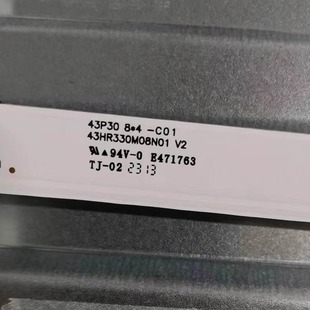 43P30 8•4 -C01
43HR330M08N01 V2
▲94V-0 E471763
TJ-02 2313